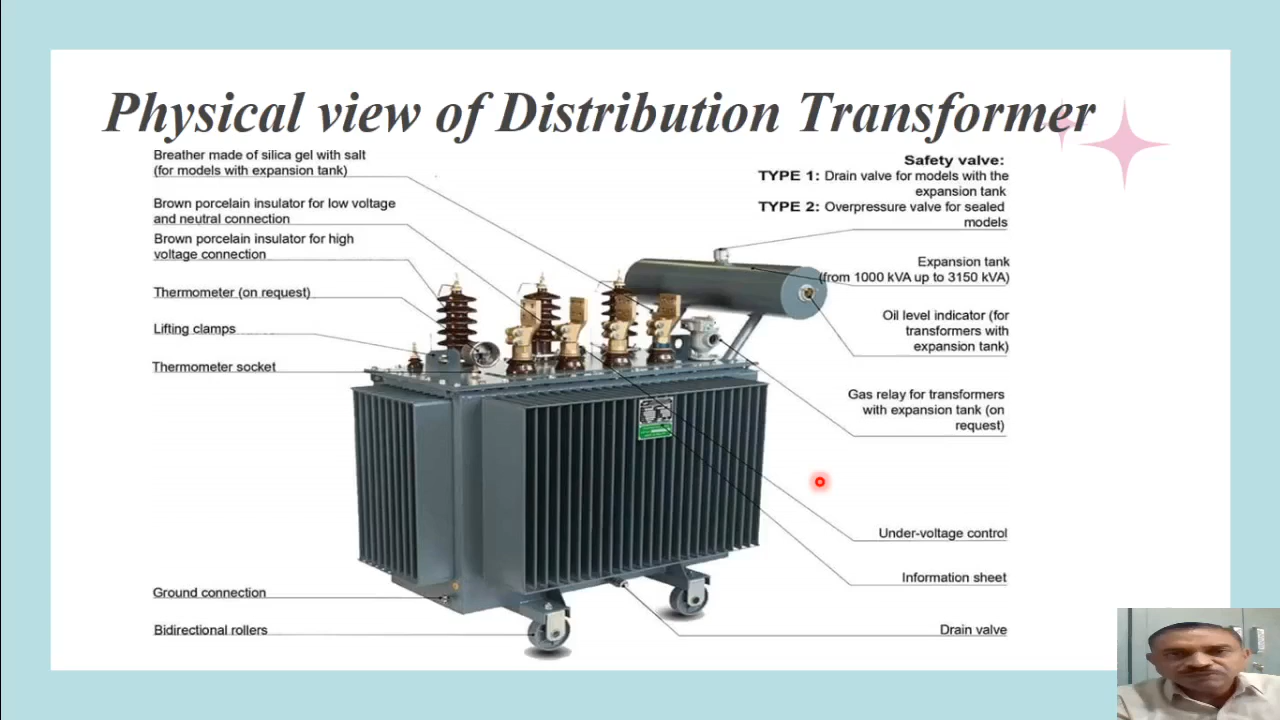 Physical view of Distribution Transformer
Breather made of silica gel with salt
(for models with expansion tank)
Brown porcelain insulator for low voltage
and neutral connection
Brown porcelain insulator for high
voltage connection
Thermometer (on request)
Lifting clamps
Thermometer socket
Ground connection
Bidirectional rollers
Safety valve:
TYPE 1: Drain valve for models with the
expansion tank
TYPE 2: Overpressure valve for sealed
models
Expansion tank
(from 1000 kVA up to 3150 kVA)
Oil level indicator (for
transformers with
expansion tank)
Gas relay for transformers
with expansion tank (on
request)
Under-voltage control
Information sheet
Drain valve